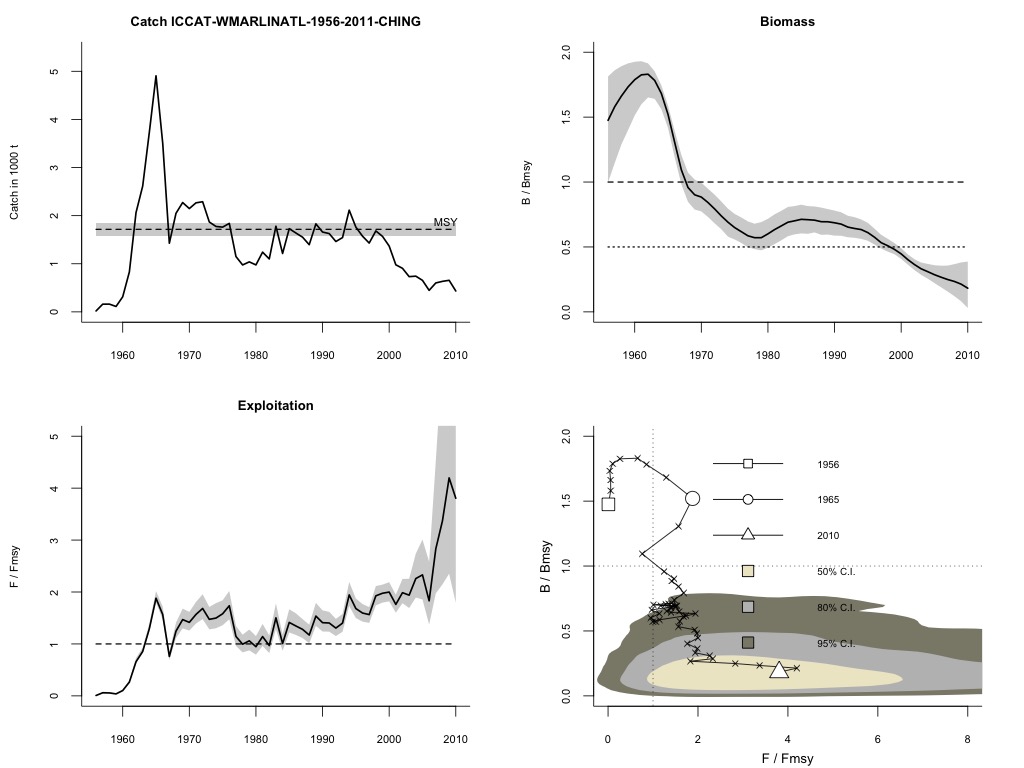 Catch ICCAT-WMARLINATL-1956-2011-CHING
Catch in 1000 t
5
4
3
2
1
0
MSY
1960 1970 1980 1990 2000 2010
Biomass
B / Bmsy
2.0
1.5
1.0
0.5
0.0
1960 1970 1980 1990 2000 2010
Exploitation
F / Fmsy
5
4
3
2
1
0
1960 1970 1980 1990 2000 2010
B / Bmsy
2.0
1.5
1.0
0.5
0.0
1956
1965
2010
50% C.I.
80% C.I.
95% C.I.
0 2 4 6 8
F / Fmsy